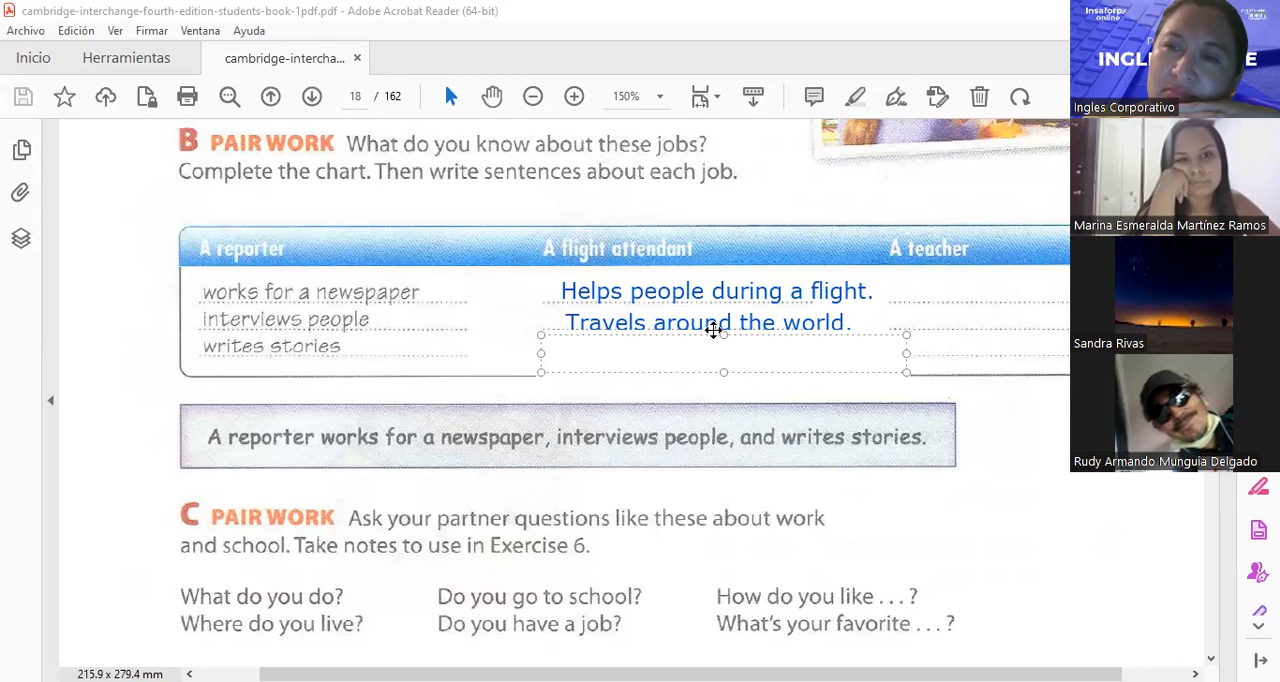 cambridge-interchange-fourth-edition-students-book-1pdf.pdf - Adobe Acrobat Reader (64-bit)
Archivo Edición Ver Firmar Ventana Ayuda
Inicio Herramientas cambridge-intercha... ×
18 / 162 150%
B PAIR WORK What do you know about these jobs?
Complete the chart. Then write sentences about each job.
A reporter A flight attendant A teacher
works for a newspaper Helps people during a flight.
interviews people Travels around the world.
writes stories
A reporter works for a newspaper, interviews people, and writes stories.
C PAIR WORK Ask your partner questions like these about work
and school. Take notes to use in Exercise 6.
What do you do? Do you go to school? How do you like . . . ?
Where do you live? Do you have a job? What's your favorite . . . ?
215.9 x 279.4 mm
Insaforp
online
INGL E
Ingles Corporativo
Marina Esmeralda Martínez Ramos
Sandra Rivas
Rudy Armando Munguia Delgado